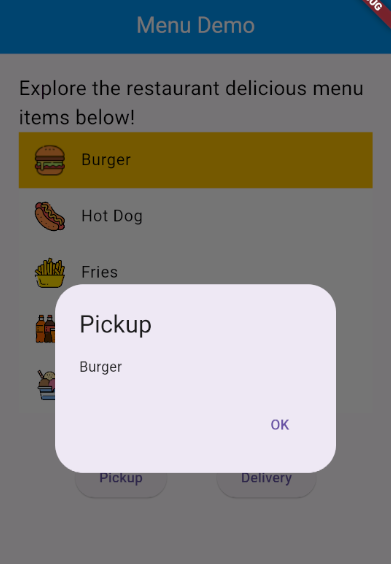 Menu Demo
Explore the restaurant delicious menu
items below!
Burger
Hot Dog
Fries
Pickup
Burger
OK
Pickup
Delivery